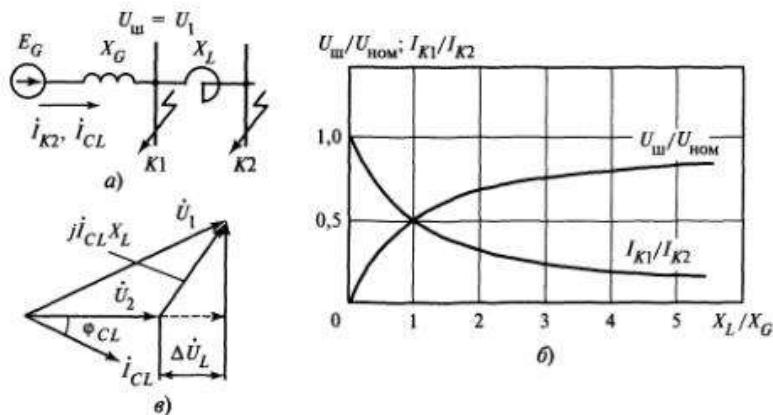 U_ш = U_1
E_G X_G X_L
İ_K2, İ_CL
K1 K2
а)
U_ш/U_ном; I_K1/I_K2
1,0
U_ш/U_ном
0,5
I_K1/I_K2
0 1 2 3 4 5 X_L/X_G
б)
U̇_1
jİ_CL X_L
U̇_2
φ_CL
ΔU̇_L
İ_CL
в)